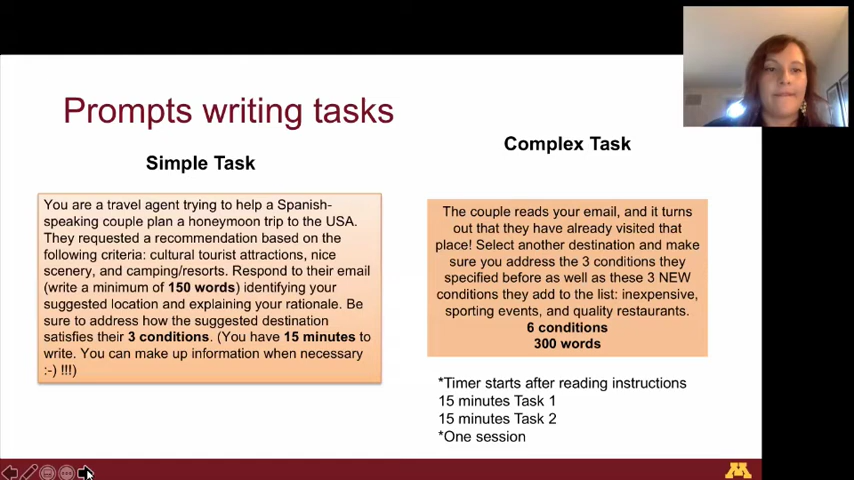 Prompts writing tasks
Simple Task
You are a travel agent trying to help a Spanish-
speaking couple plan a honeymoon trip to the USA.
They requested a recommendation based on the
following criteria: cultural tourist attractions, nice
scenery, and camping/resorts. Respond to their email
(write a minimum of 150 words) identifying your
suggested location and explaining your rationale. Be
sure to address how the suggested destination
satisfies their 3 conditions. (You have 15 minutes to
write. You can make up information when necessary
:-) !!!)
Complex Task
The couple reads your email, and it turns
out that they have already visited that
place! Select another destination and make
sure you address the 3 conditions they
specified before as well as these 3 NEW
conditions they add to the list: inexpensive,
sporting events, and quality restaurants.
6 conditions
300 words
*Timer starts after reading instructions
15 minutes Task 1
15 minutes Task 2
*One session
M